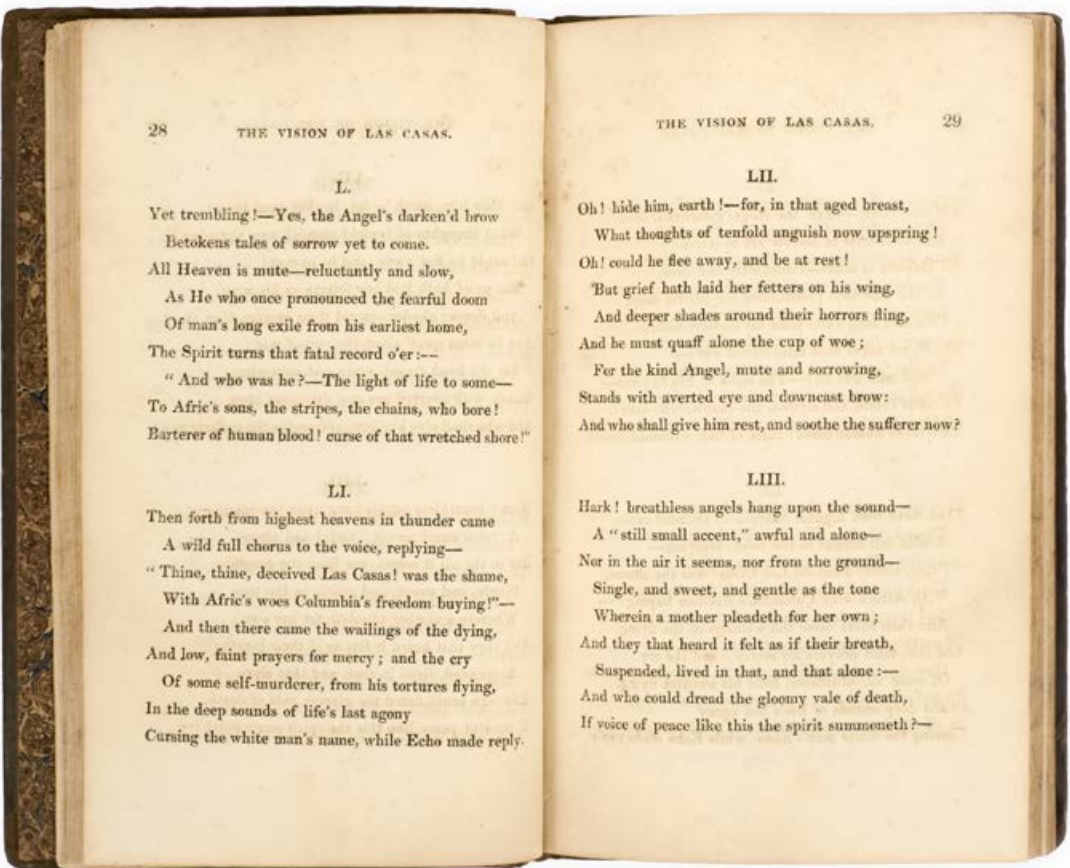 28 THE VISION OF LAS CASAS.
L.
Yet trembling!—Yes, the Angel's darken'd brow
Betokens tales of sorrow yet to come.
All Heaven is mute—reluctantly and slow,
As He who once pronounced the fearful doom
Of man's long exile from his earliest home,
The Spirit turns that fatal record o'er:--
" And who was he?—The light of life to some—
To Afric's sons, the stripes, the chains, who bore!
Barterer of human blood! curse of that wretched shore!"
LI.
Then forth from highest heavens in thunder came
A wild full chorus to the voice, replying—
" Thine, thine, deceived Las Casas! was the shame,
With Afric's woes Columbia's freedom buying!"—
And then there came the wailings of the dying,
And low, faint prayers for mercy; and the cry
Of some self-murderer, from his tortures flying,
In the deep sounds of life's last agony
Cursing the white man's name, while Echo made reply.
THE VISION OF LAS CASAS. 29
LII.
Oh! hide him, earth!—for, in that aged breast,
What thoughts of tenfold anguish now upspring!
Oh! could he flee away, and be at rest!
But grief hath laid her fetters on his wing,
And deeper shades around their horrors fling,
And he must quaff alone the cup of woe;
For the kind Angel, mute and sorrowing,
Stands with averted eye and downcast brow:
And who shall give him rest, and soothe the sufferer now?
LIII.
Hark! breathless angels hang upon the sound—
A "still small accent," awful and alone—
Nor in the air it seems, nor from the ground—
Single, and sweet, and gentle as the tone
Wherein a mother pleadeth for her own;
And they that heard it felt as if their breath,
Suspended, lived in that, and that alone:—
And who could dread the gloomy vale of death,
If voice of peace like this the spirit summoneth?—